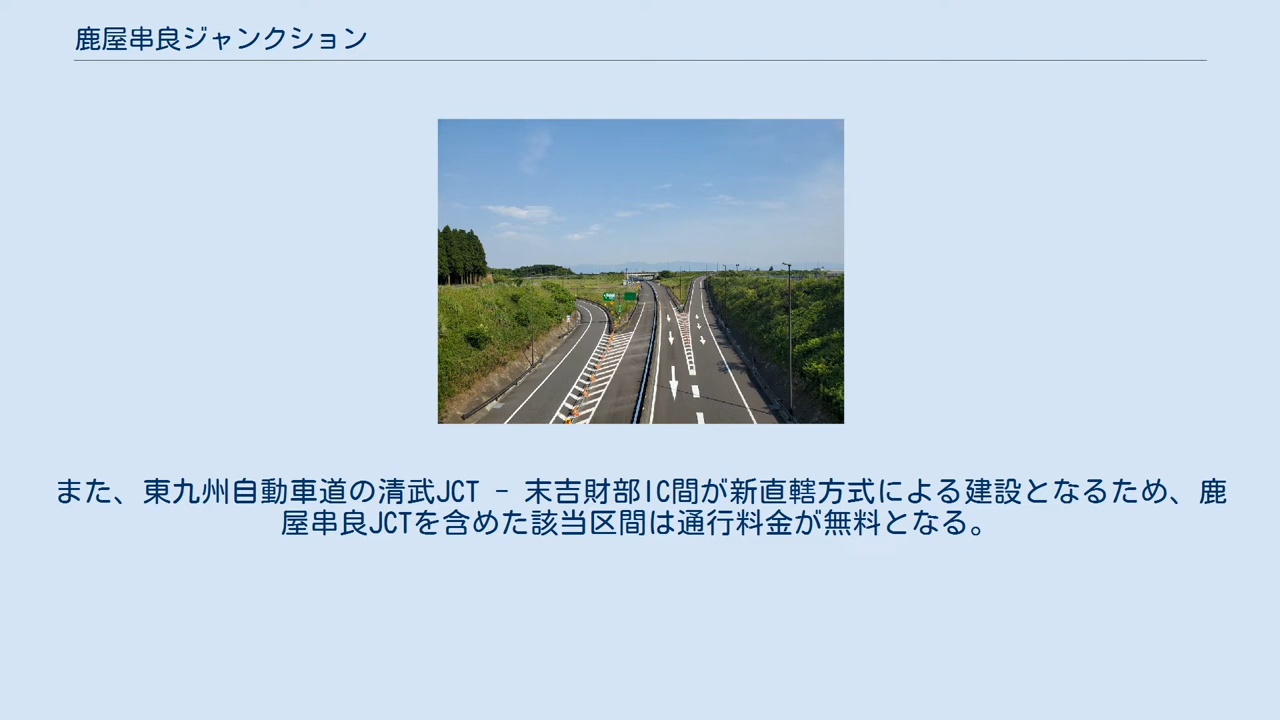 鹿屋串良ジャンクション
また、東九州自動車道の清武JCT - 末吉財部IC間が新直轄方式による建設となるため、鹿
屋串良JCTを含めた該当区間は通行料金が無料となる。